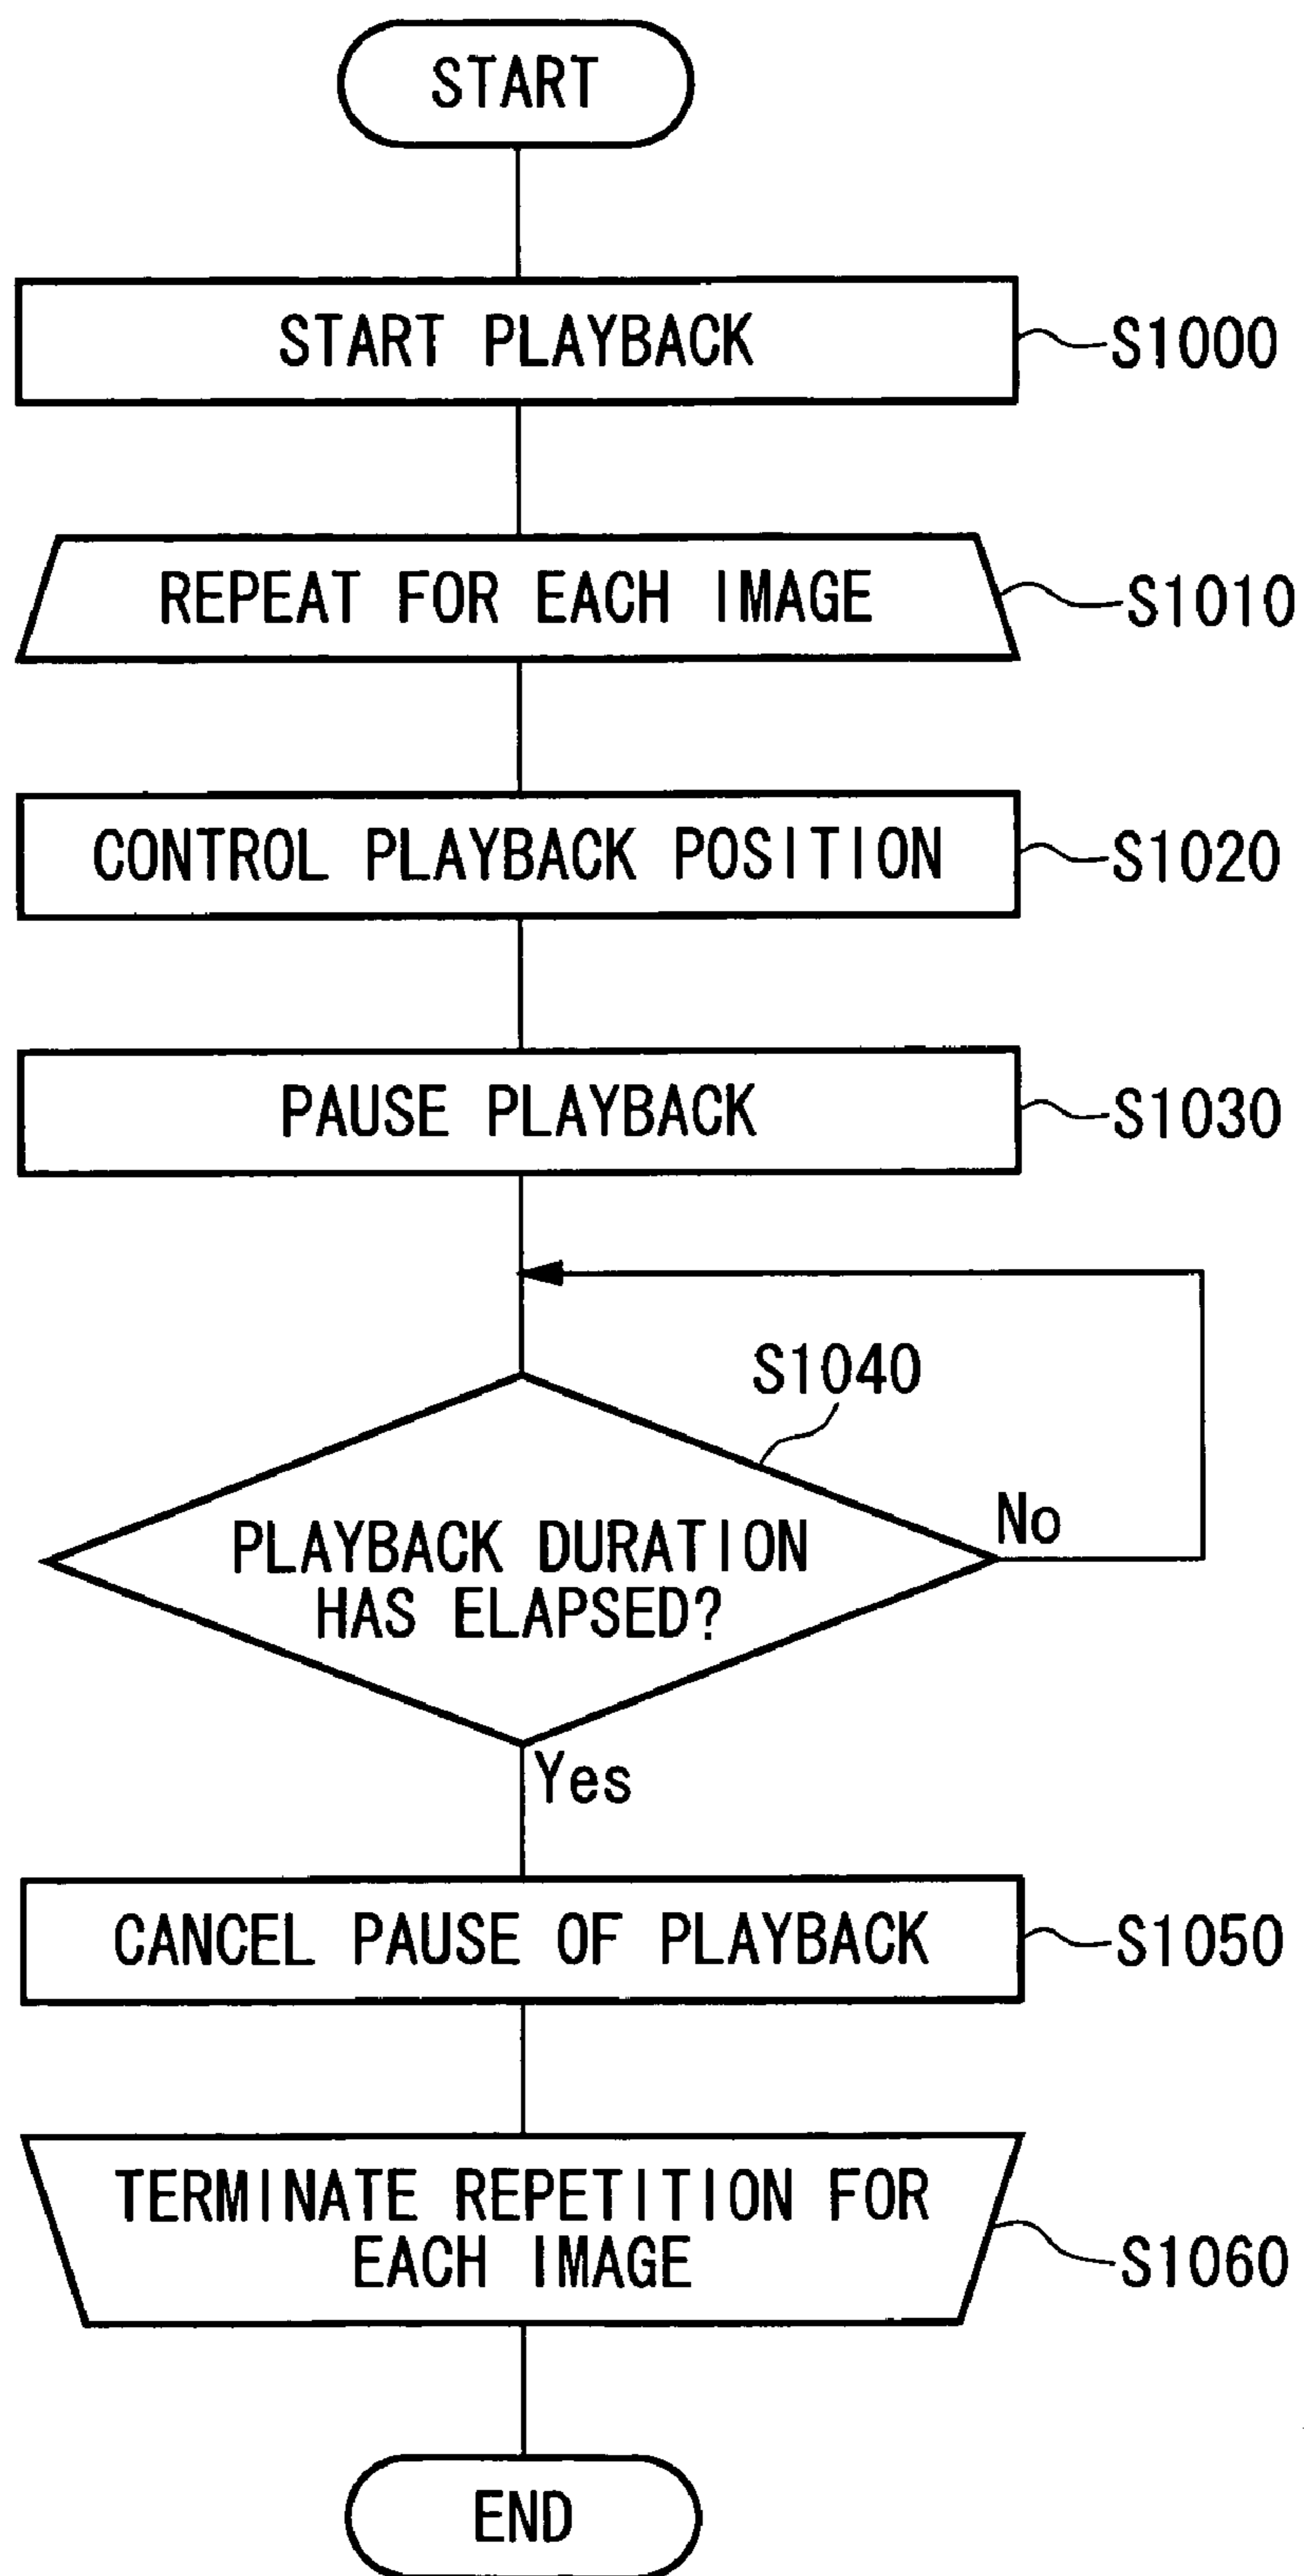 START
START PLAYBACK
S1000
REPEAT FOR EACH IMAGE
S1010
CONTROL PLAYBACK POSITION
S1020
PAUSE PLAYBACK
S1030
S1040
PLAYBACK DURATION
HAS ELAPSED?
No
Yes
CANCEL PAUSE OF PLAYBACK
S1050
TERMINATE REPETITION FOR
EACH IMAGE
S1060
END